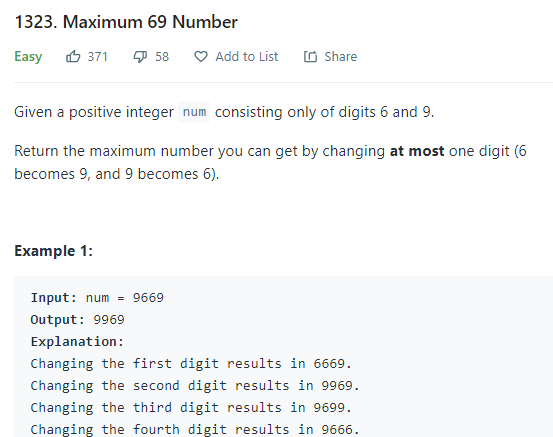 1323. Maximum 69 Number
Easy 371 58 Add to List Share
Given a positive integer num consisting only of digits 6 and 9.
Return the maximum number you can get by changing at most one digit (6
becomes 9, and 9 becomes 6).
Example 1:
Input: num = 9669
Output: 9969
Explanation:
Changing the first digit results in 6669.
Changing the second digit results in 9969.
Changing the third digit results in 9699.
Changing the fourth digit results in 9666.